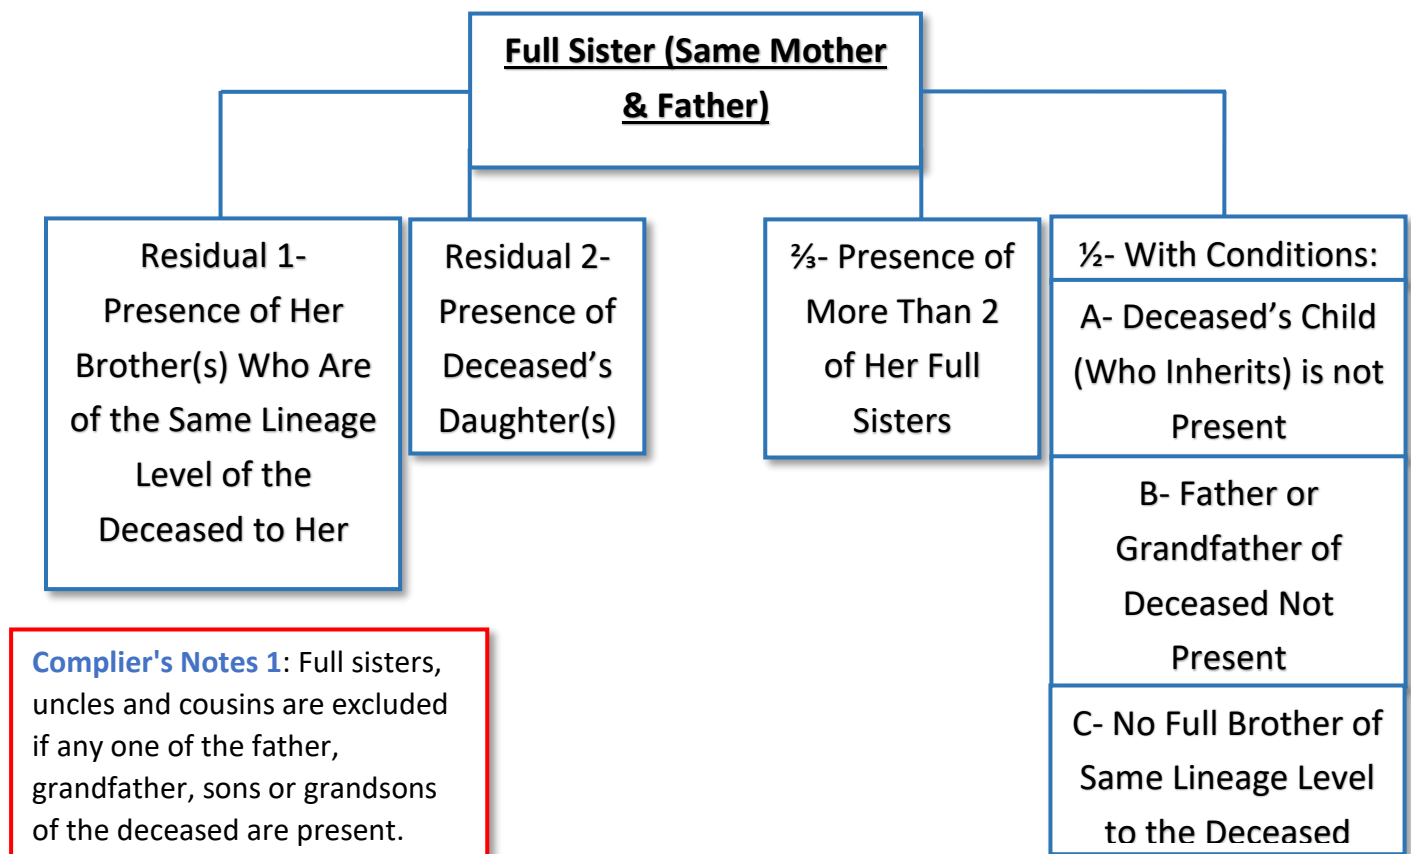 Full Sister (Same Mother
& Father)
Residual 1-
Presence of Her
Brother(s) Who Are
of the Same Lineage
Level of the
Deceased to Her
Residual 2-
Presence of
Deceased’s
Daughter(s)
⅔- Presence of
More Than 2
of Her Full
Sisters
½- With Conditions:
A- Deceased’s Child
(Who Inherits) is not
Present
B- Father or
Grandfather of
Deceased Not
Present
C- No Full Brother of
Same Lineage Level
to the Deceased
Complier's Notes 1: Full sisters,
uncles and cousins are excluded
if any one of the father,
grandfather, sons or grandsons
of the deceased are present.